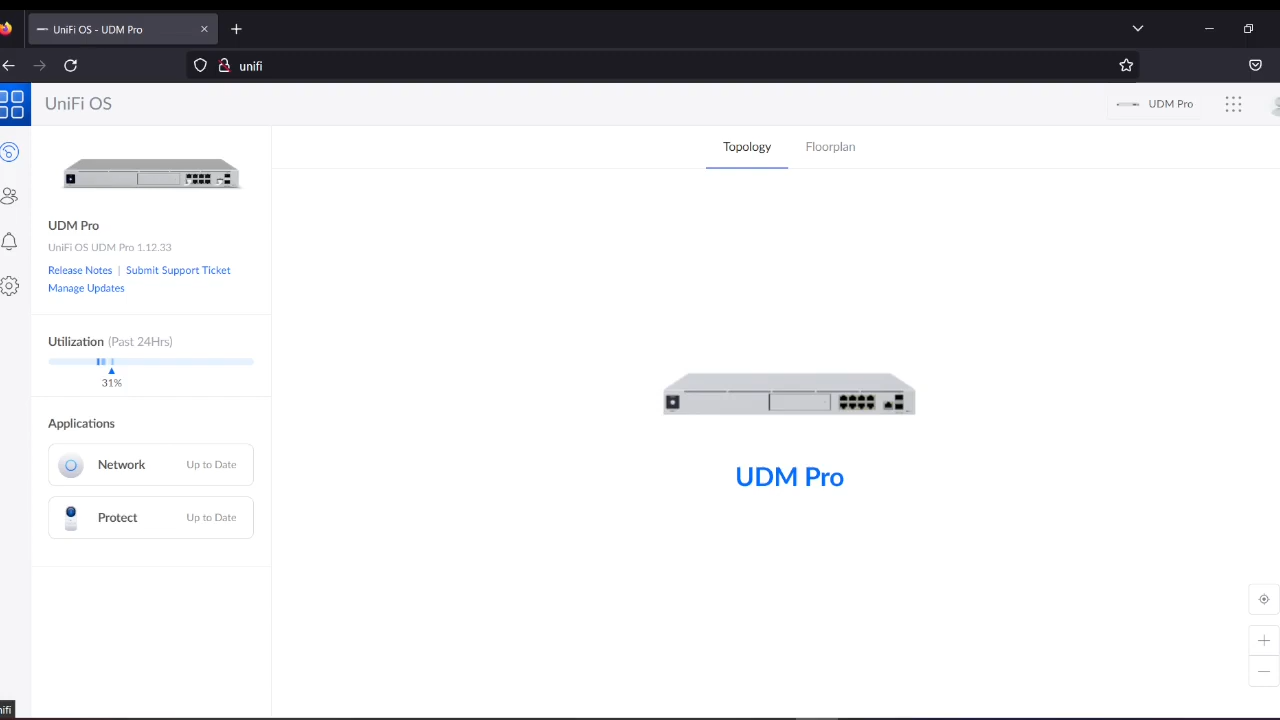 UniFi OS - UDM Pro
unifi
UniFi OS
UDM Pro
Topology
Floorplan
UDM Pro
UniFi OS UDM Pro 1.12.33
Release Notes | Submit Support Ticket
Manage Updates
Utilization (Past 24Hrs)
31%
Applications
Network Up to Date
Protect Up to Date
UDM Pro
nifi